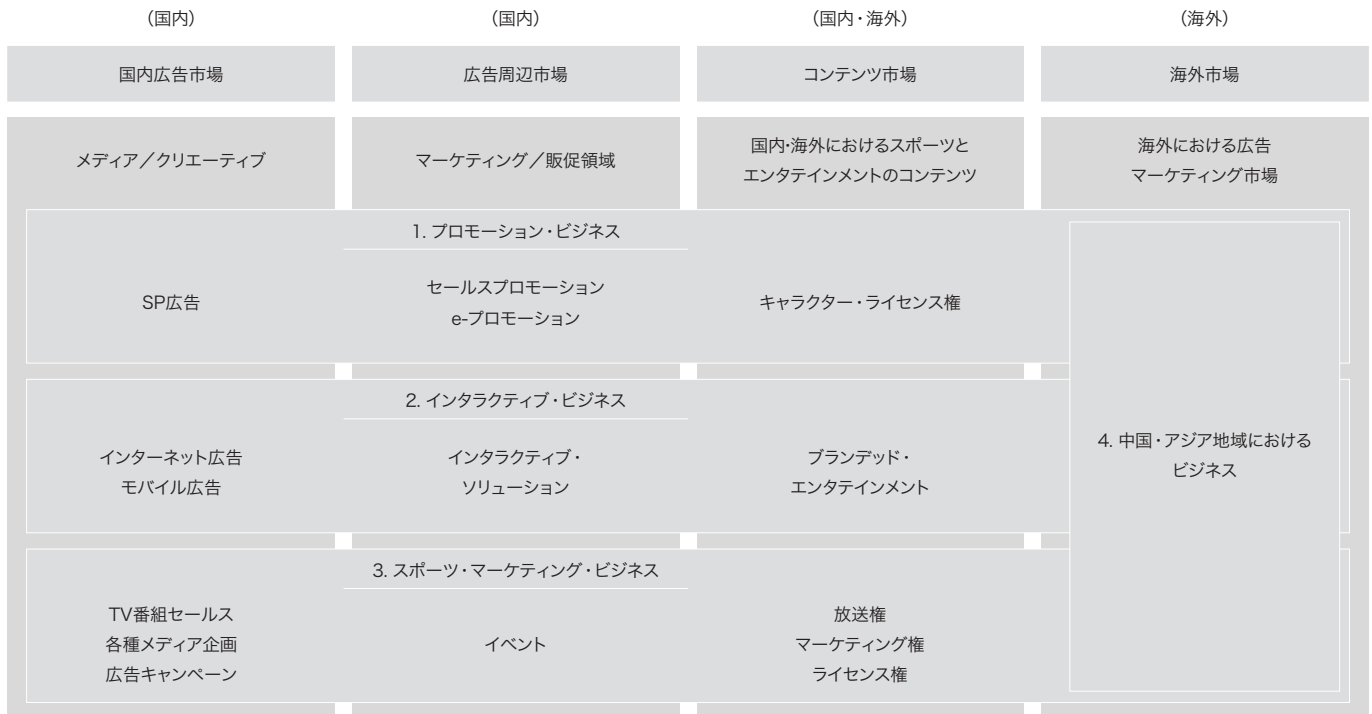 (国内)
(国内)
(国内・海外)
(海外)
国内広告市場
広告周辺市場
コンテンツ市場
海外市場
メディア／クリエーティブ
マーケティング／販促領域
国内・海外におけるスポーツと
エンタテインメントのコンテンツ
海外における広告
マーケティング市場
1. プロモーション・ビジネス
SP広告
セールスプロモーション
e-プロモーション
キャラクター・ライセンス権
2. インタラクティブ・ビジネス
インターネット広告
モバイル広告
インタラクティブ・
ソリューション
ブランデッド・
エンタテインメント
4. 中国・アジア地域における
ビジネス
3. スポーツ・マーケティング・ビジネス
TV番組セールス
各種メディア企画
広告キャンペーン
イベント
放送権
マーケティング権
ライセンス権